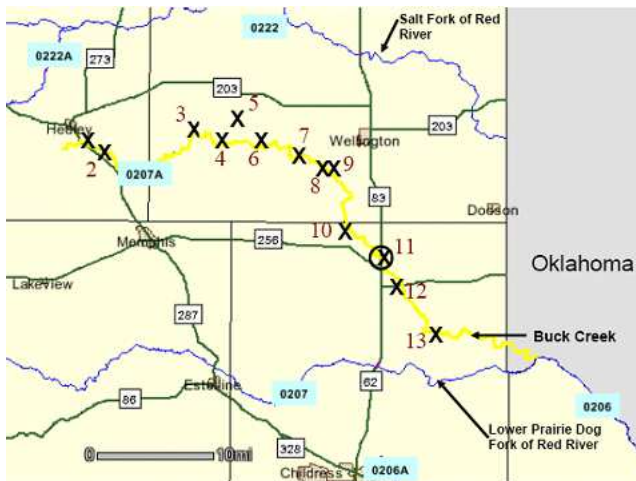 0222
Salt Fork of Red
River
0222A
273
203
3
5
Hedley
2
4
6
7
Wellington
203
8
9
0207A
83
Dodson
10
256
11
Memphis
Oklahoma
Lakeview
12
287
13
Buck Creek
Estelline
0207
62
86
0206
Lower Prairie Dog
Fork of Red River
0
10mi
328
Childress
0206A